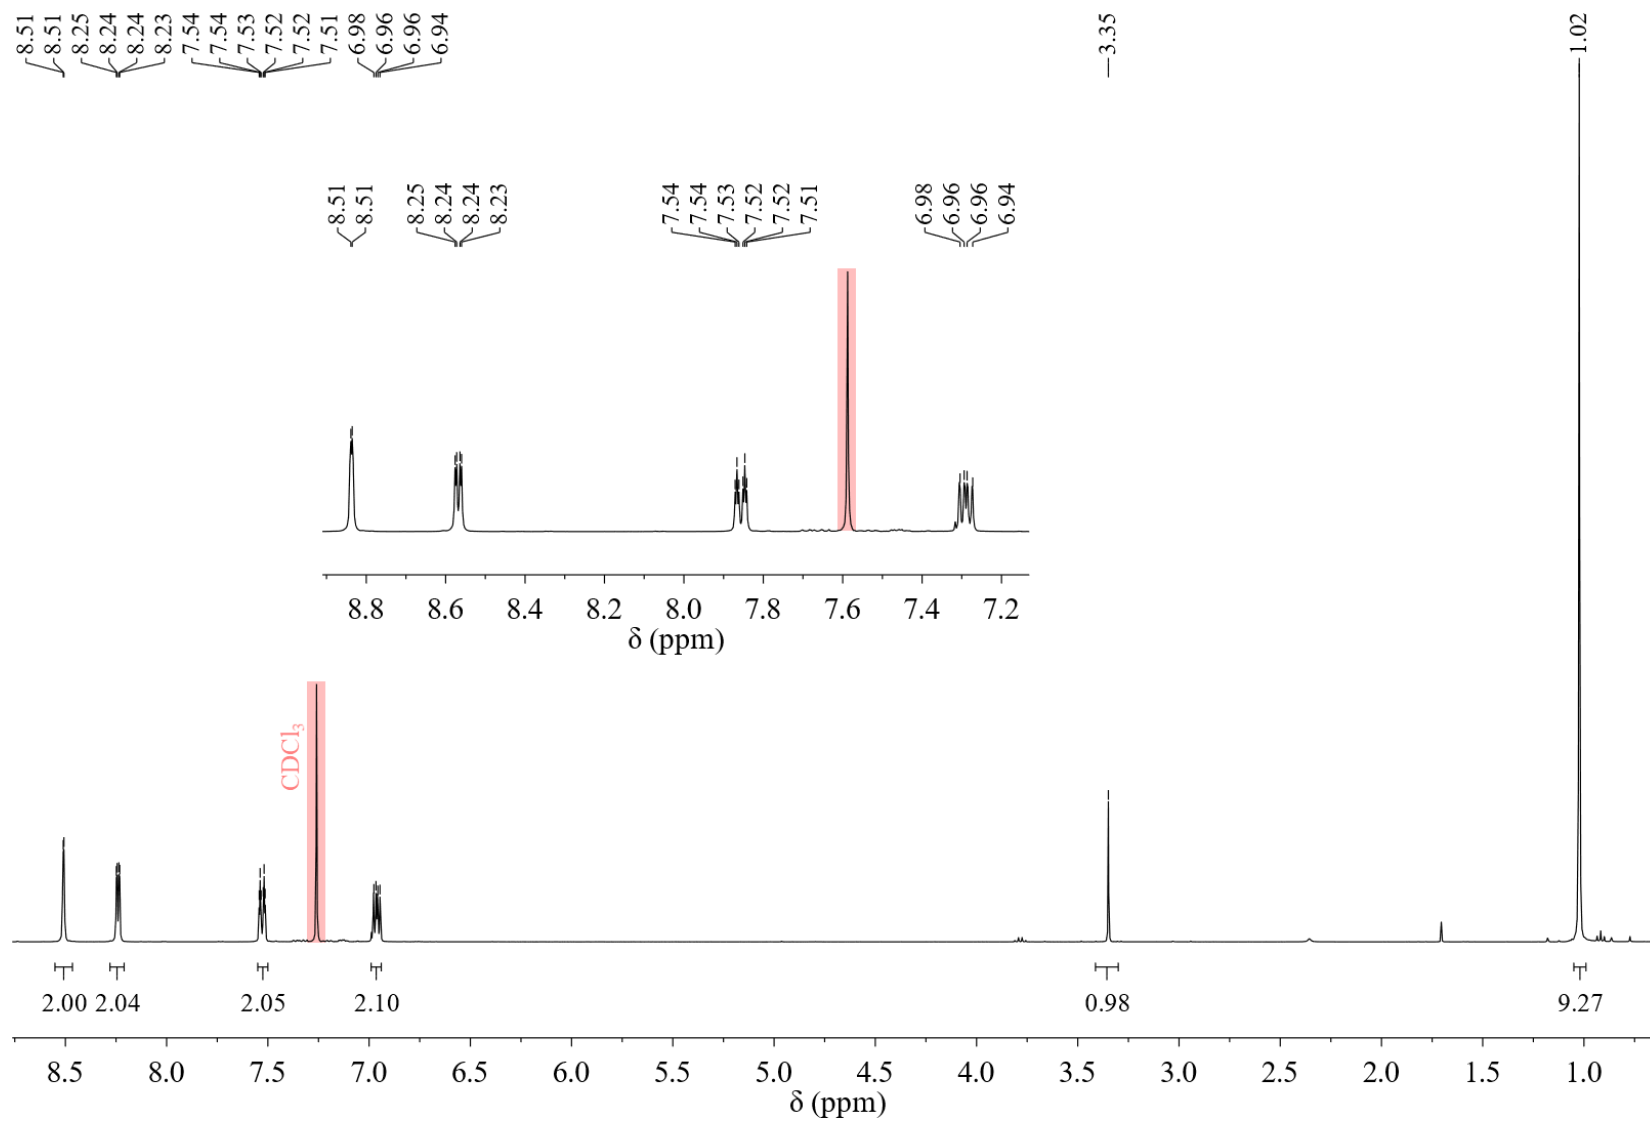 8.51 8.51 8.25 8.24 8.24 8.23 7.54 7.54 7.53 7.52 7.52 7.51 6.98 6.96 6.96 6.94 3.35 1.02
8.51 8.51 8.25 8.24 8.24 8.23 7.54 7.54 7.53 7.52 7.52 7.51 6.98 6.96 6.96 6.94
8.8 8.6 8.4 8.2 8.0 7.8 7.6 7.4 7.2
δ (ppm)
CDCl₃
2.00 2.04 2.05 2.10 0.98 9.27
8.5 8.0 7.5 7.0 6.5 6.0 5.5 5.0 4.5 4.0 3.5 3.0 2.5 2.0 1.5 1.0
δ (ppm)